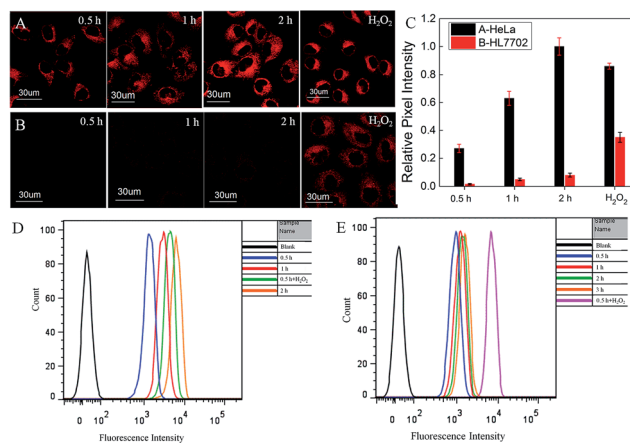 A 0.5 h 1 h 2 h H₂O₂
30um 30um 30um 30um
B 0.5 h 1 h 2 h H₂O₂
30um 30um 30um 30um
C
A-HeLa
B-HL7702
Relative Pixel Intensity
1.2
1.0
0.8
0.6
0.4
0.2
0.0
0.5 h 1 h 2 h H₂O₂
D
Sample
Name
Blank
0.5 h
1 h
0.5 h+H₂O₂
2 h
Count
100
80
60
40
20
0
0 10² 10³ 10⁴ 10⁵
Fluorescence Intensity
E
Sample
Name
Blank
0.5 h
1 h
2 h
3 h
0.5 h+H₂O₂
Count
100
80
60
40
20
0
0 10² 10³ 10⁴ 10⁵
Fluorescence Intensity